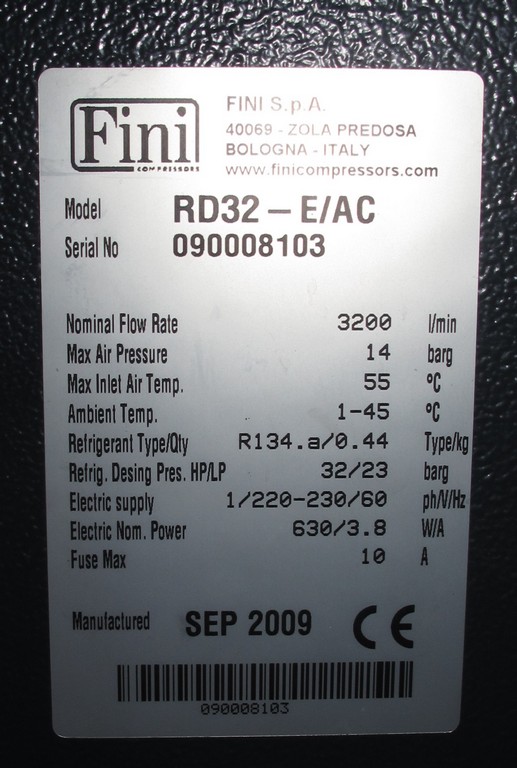 Fini
COMPRESSORS
FINI S.p.A.
40069 - ZOLA PREDOSA
BOLOGNA - ITALY
www.finicompressors.com
Model RD32 – E/AC
Serial No 090008103
Nominal Flow Rate 3200 l/min
Max Air Pressure 14 barg
Max Inlet Air Temp. 55 °C
Ambient Temp. 1-45 °C
Refrigerant Type/Qty R134.a/0.44 Type/kg
Refrig. Desing Pres. HP/LP 32/23 barg
Electric supply 1/220-230/60 ph/V/Hz
Electric Nom. Power 630/3.8 W/A
Fuse Max 10 A
Manufactured SEP 2009 CE
090008103